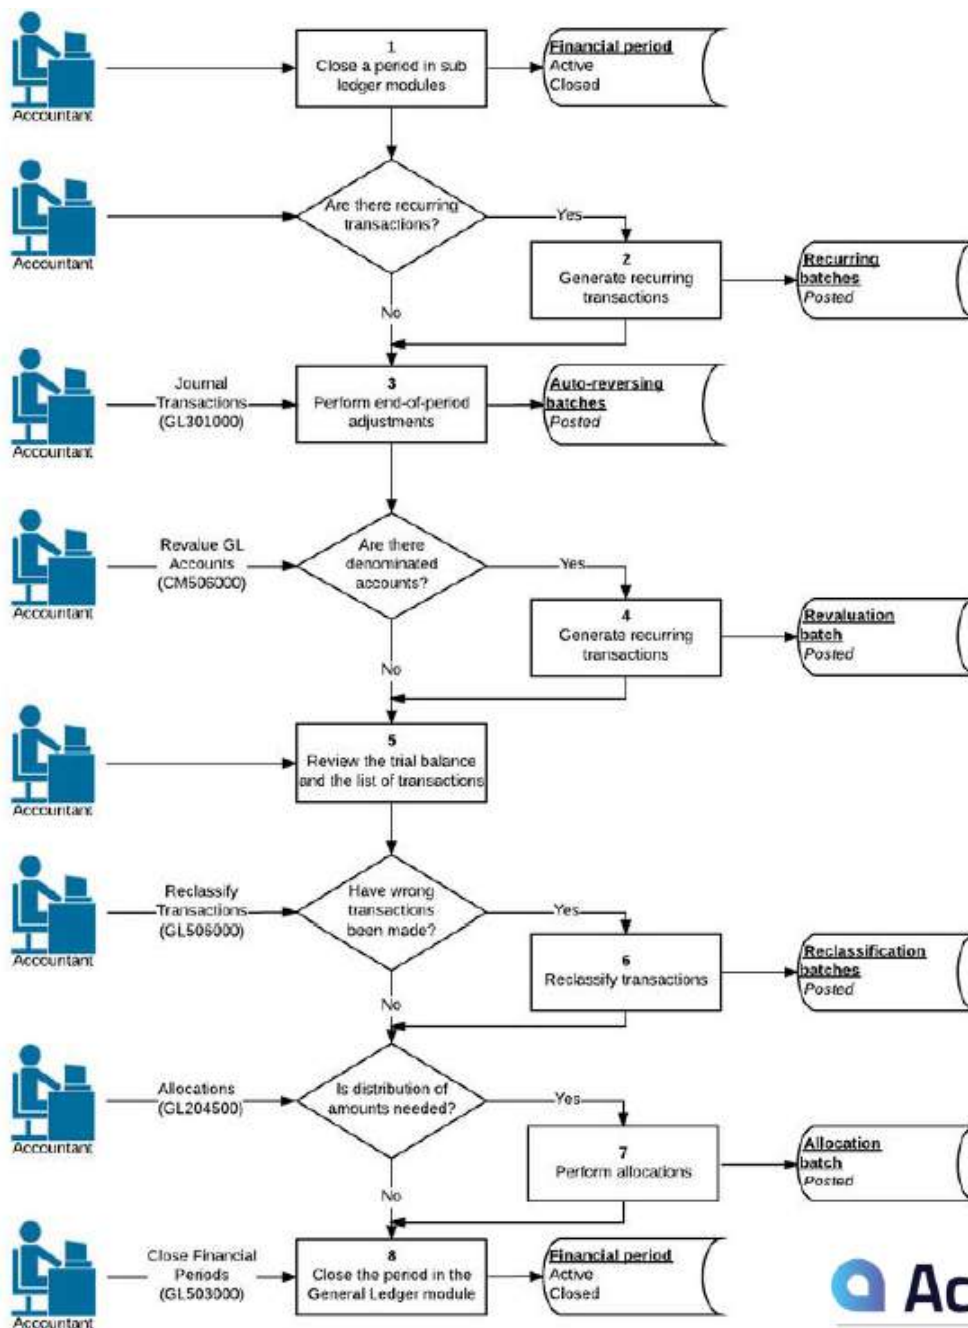 1
Close a period in sub
ledger modules
Financial period
Active
Closed
Accountant
Are there recurring
transactions?
Yes
Accountant
2
Generate recurring
transactions
Recurring
batches
Posted
No
Journal
Transactions
(GL301000)
3
Perform end-of-period
adjustments
Auto-reversing
batches
Posted
Accountant
Revalue GL
Accounts
(CM506000)
Are there
denominated
accounts?
Yes
Accountant
4
Generate recurring
transactions
Revaluation
batch
Posted
No
5
Review the trial balance
and the list of transactions
Accountant
Reclassify
Transactions
(GL506000)
Have wrong
transactions
been made?
Yes
Accountant
6
Reclassify transactions
Reclassification
batches
Posted
No
Allocations
(GL204500)
Is distribution of
amounts needed?
Yes
Accountant
7
Perform allocations
Allocation
batch
Posted
No
Close Financial
Periods
(GL503000)
8
Close the period in the
General Ledger module
Financial period
Active
Closed
Accountant
Ac